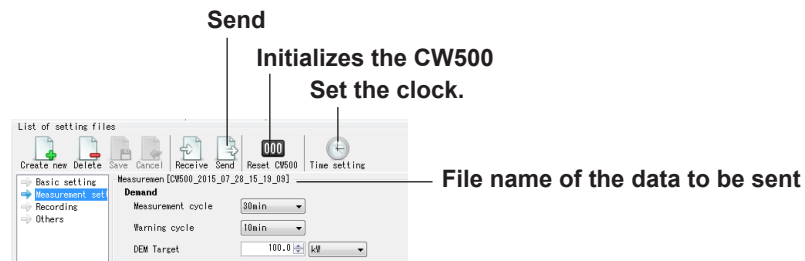 Send
Initializes the CW500
Set the clock.
List of setting files
Create new Delete Save Cancel Receive Send Reset CW500 Time setting
Basic setting
Measurement sett
Recording
Others
Measuremen [CW500_2015_07_28_15_19_09]
File name of the data to be sent
Demand
Measurement cycle 30min
Warning cycle 10min
DEM Target 100.0 kW